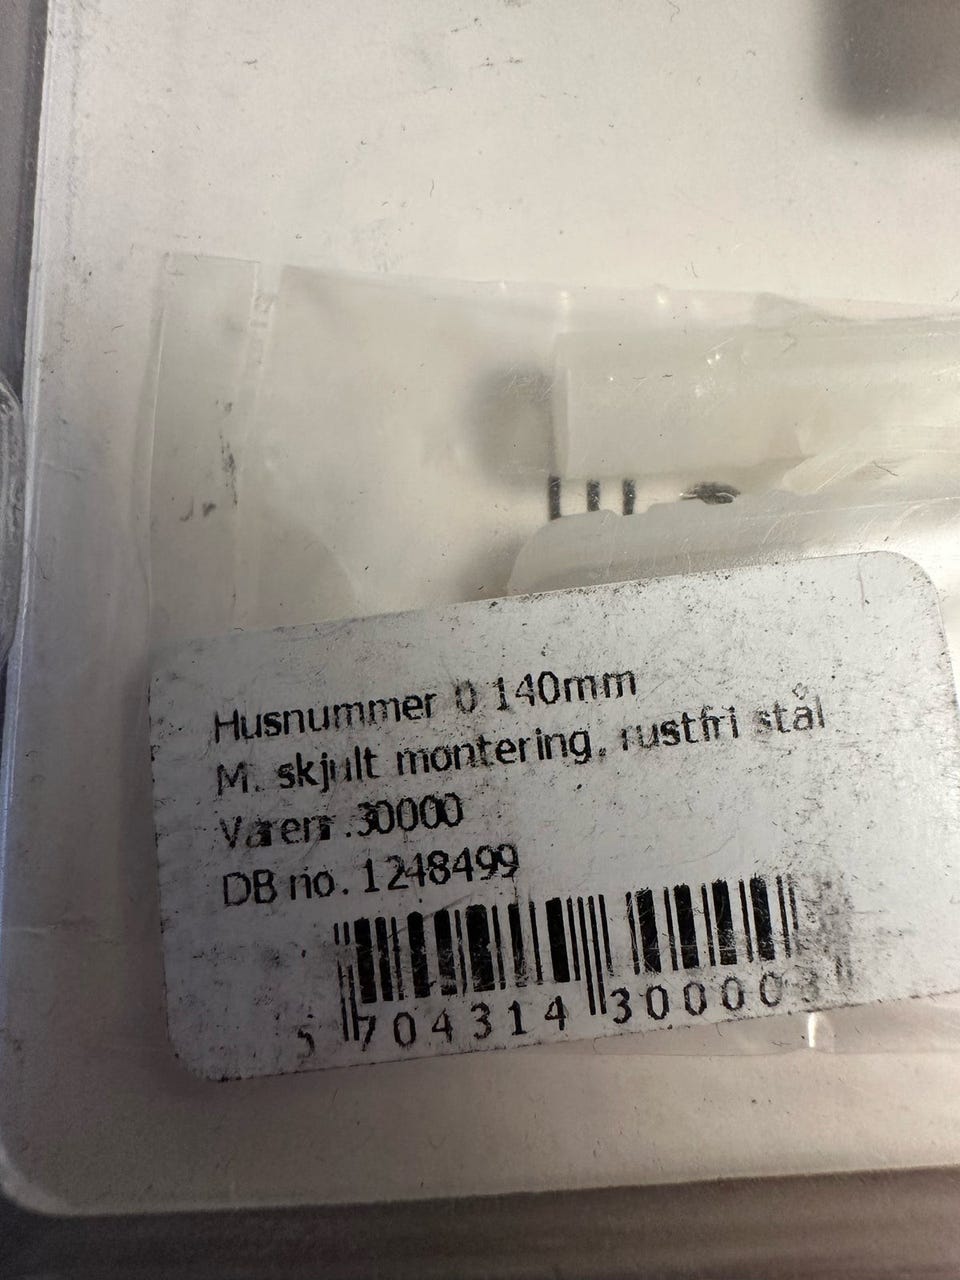 Husnummer 0 140mm
M. skjult montering, rustfri stål
Varenr.30000
DB no. 1248499
5 704314 300003